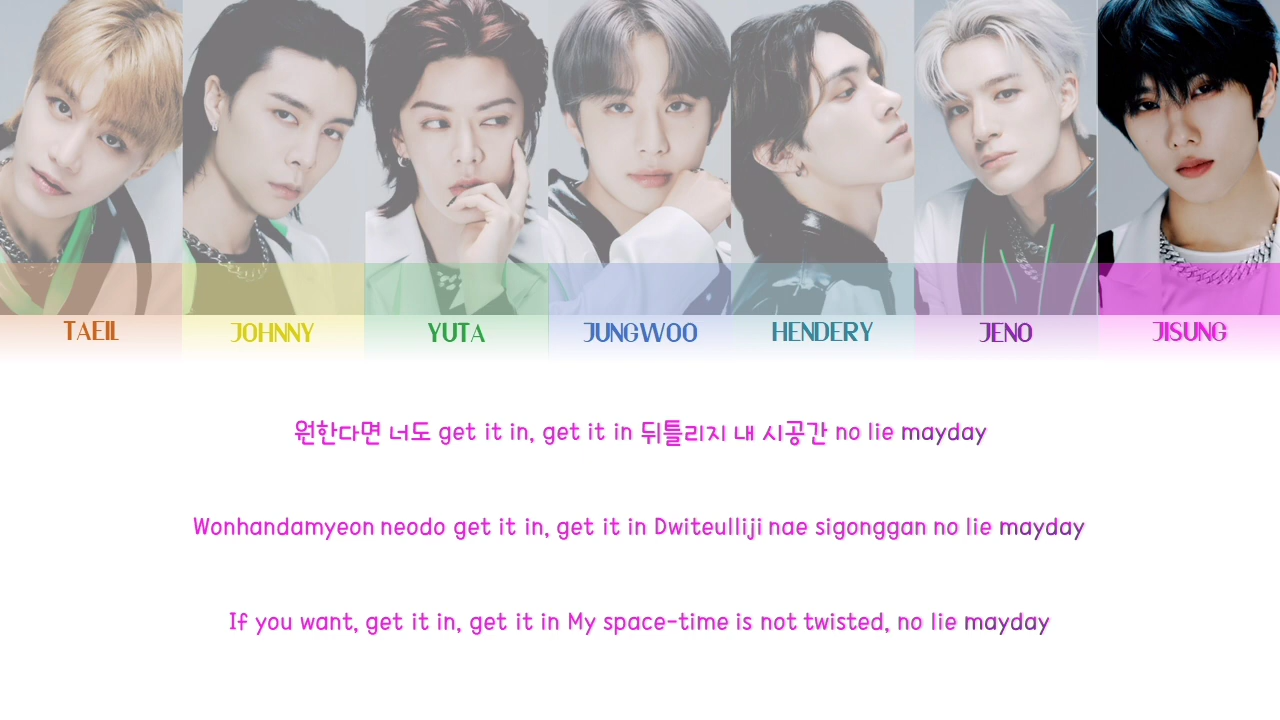 TAEIL JOHNNY YUTA JUNGWOO HENDERY JENO JISUNG
원한다면 너도 get it in, get it in 뒤틀리지 내 시공간 no lie mayday
Wonhandamyeon neodo get it in, get it in Dwiteulliji nae sigonggan no lie mayday
If you want, get it in, get it in My space-time is not twisted, no lie mayday